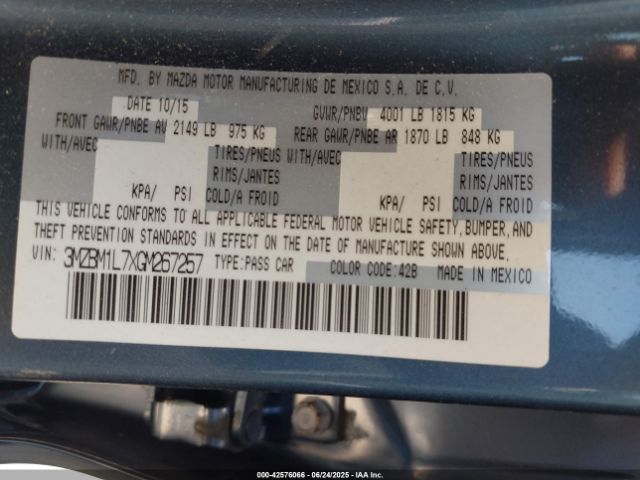 MFD. BY MAZDA MOTOR MANUFACTURING DE MEXICO S.A. DE C.V.
DATE 10/15 GVWR/PNBV 4001 LB 1815 KG
FRONT GAWR/PNBE AV 2149 LB 975 KG REAR GAWR/PNBE AR 1870 LB 848 KG
WITH/AVEC TIRES/PNEUS WITH/AVEC TIRES/PNEUS
RIMS/JANTES RIMS/JANTES
KPA/ PSI COLD/A FROID KPA/ PSI COLD/A FROID
THIS VEHICLE CONFORMS TO ALL APPLICABLE FEDERAL MOTOR VEHICLE SAFETY, BUMPER, AND
THEFT PREVENTION STANDARDS IN EFFECT ON THE DATE OF MANUFACTURE SHOWN ABOVE.
VIN: 3MZBM1L7XGM267257 TYPE:PASS CAR COLOR CODE:42B MADE IN MEXICO
000-42576066 - 06/24/2025 - IAA Inc.